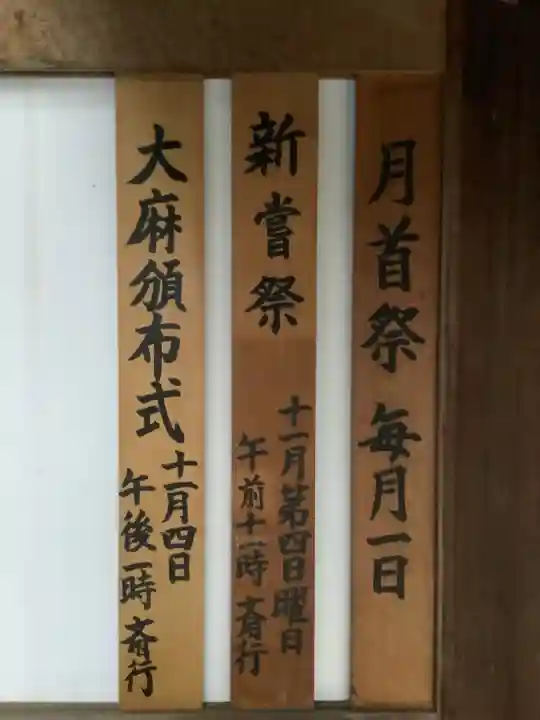 月首祭 毎月一日
新嘗祭
十一月第四日曜日
午前十一時 斎行
大麻頒布式
十一月四日
午後一時 斎行